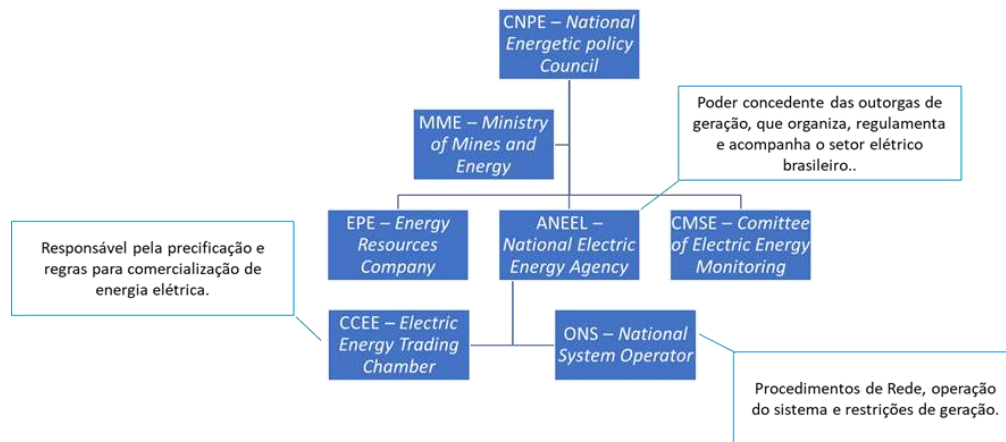 CNPE – National
Energetic policy
Council
Poder concedente das outorgas de
geração, que organiza, regulamenta
e acompanha o setor elétrico
brasileiro..
MME – Ministry
of Mines and
Energy
EPE – Energy
Resources
Company
ANEEL –
National Electric
Energy Agency
CMSE – Comittee
of Electric Energy
Monitoring
Responsável pela precificação e
regras para comercialização de
energia elétrica.
CCEE – Electric
Energy Trading
Chamber
ONS – National
System Operator
Procedimentos de Rede, operação
do sistema e restrições de geração.